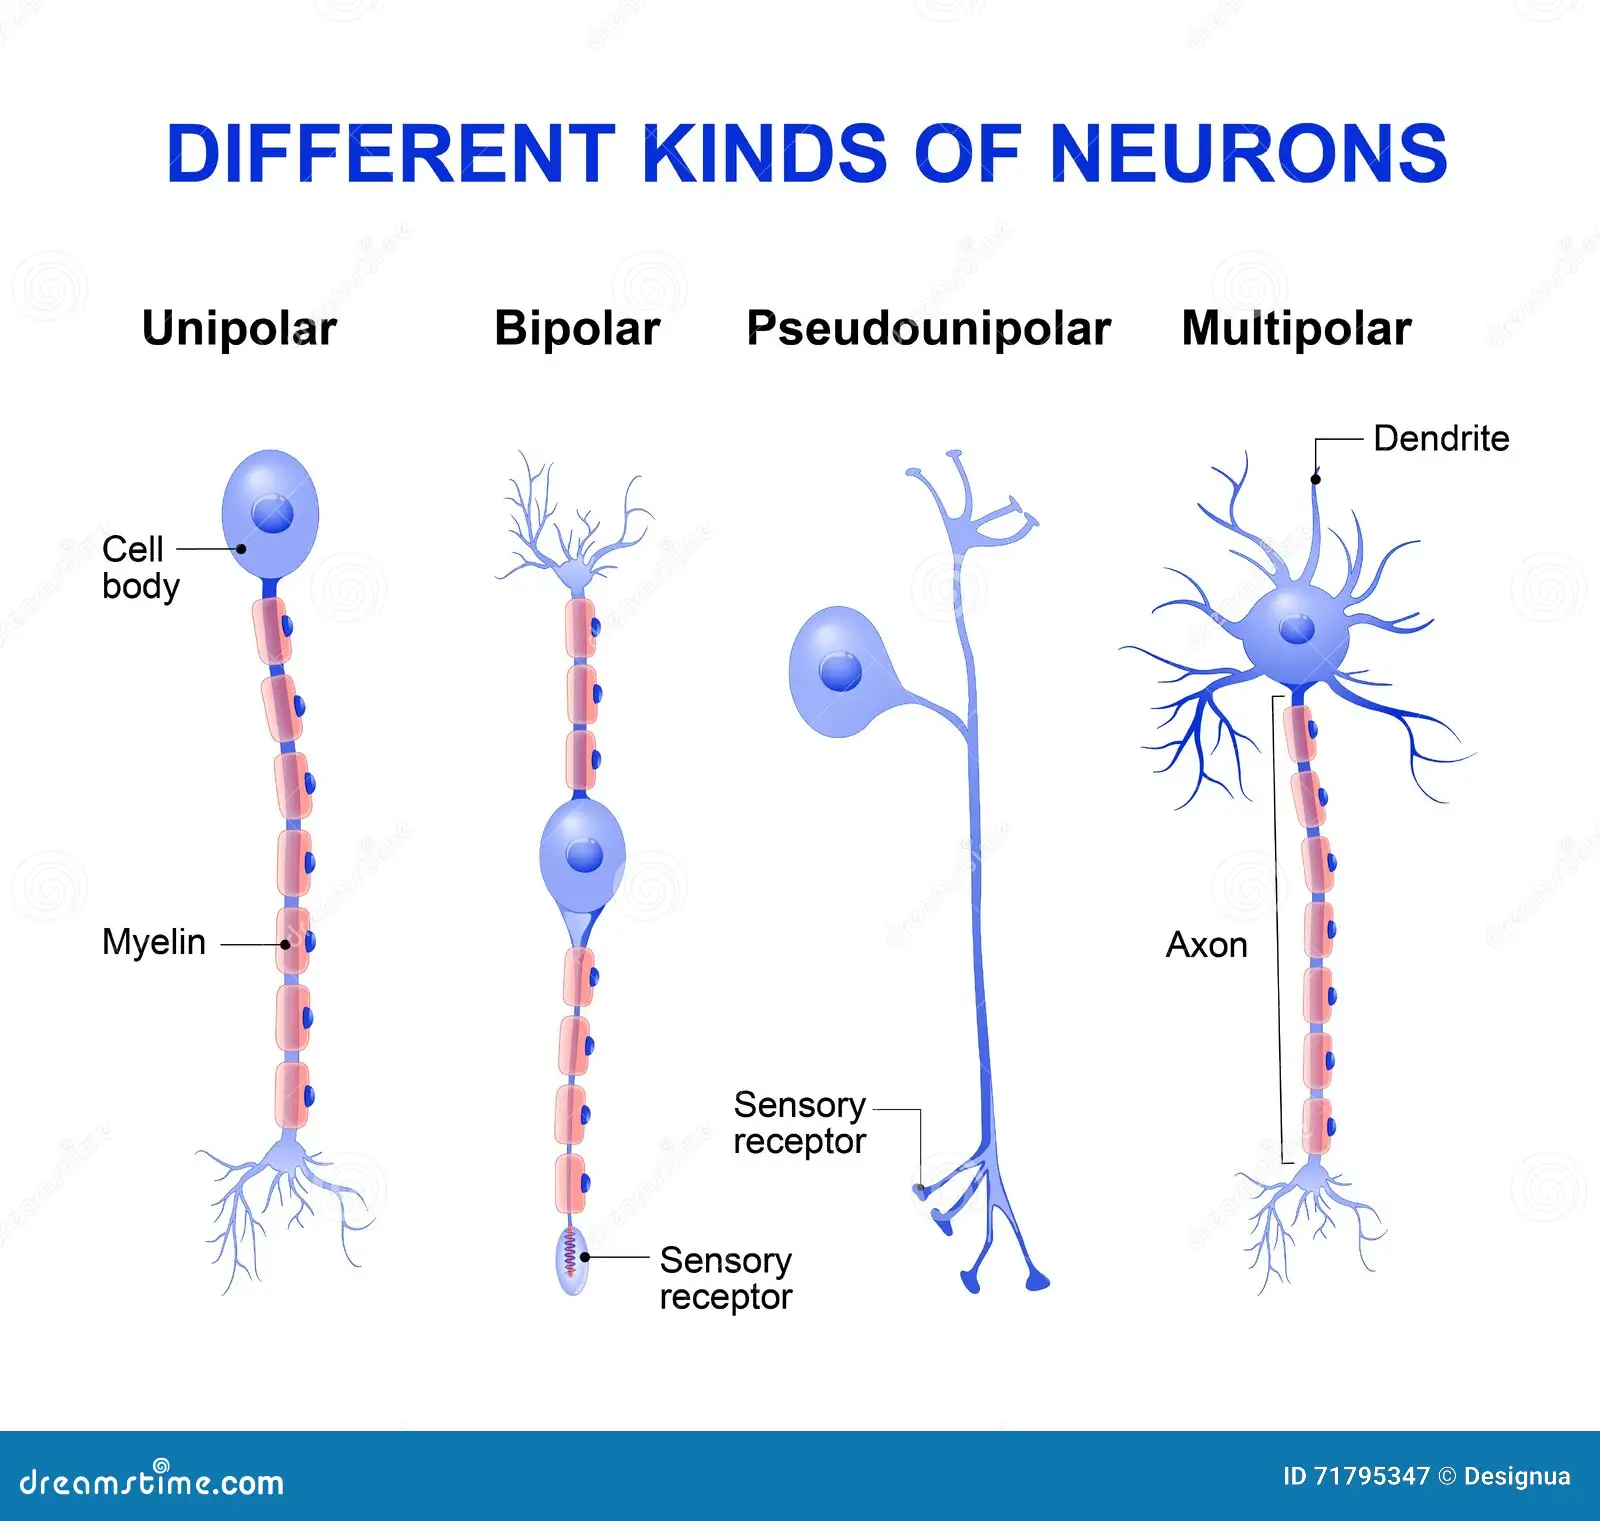 DIFFERENT KINDS OF NEURONS
Unipolar
Bipolar
Pseudounipolar
Multipolar
Dendrite
Cell
body
Myelin
Axon
Sensory
receptor
Sensory
receptor
dreamstime.com
ID 71795347 © Designua